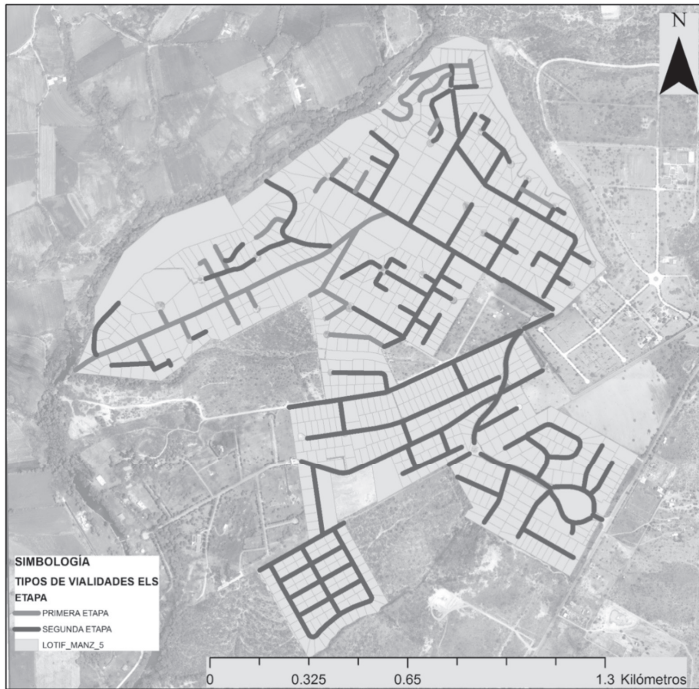 N
SIMBOLOGÍA
TIPOS DE VIALIDADES ELS
ETAPA
PRIMERA ETAPA
SEGUNDA ETAPA
LOTIF_MANZ_5
0 0.325 0.65 1.3 Kilómetros